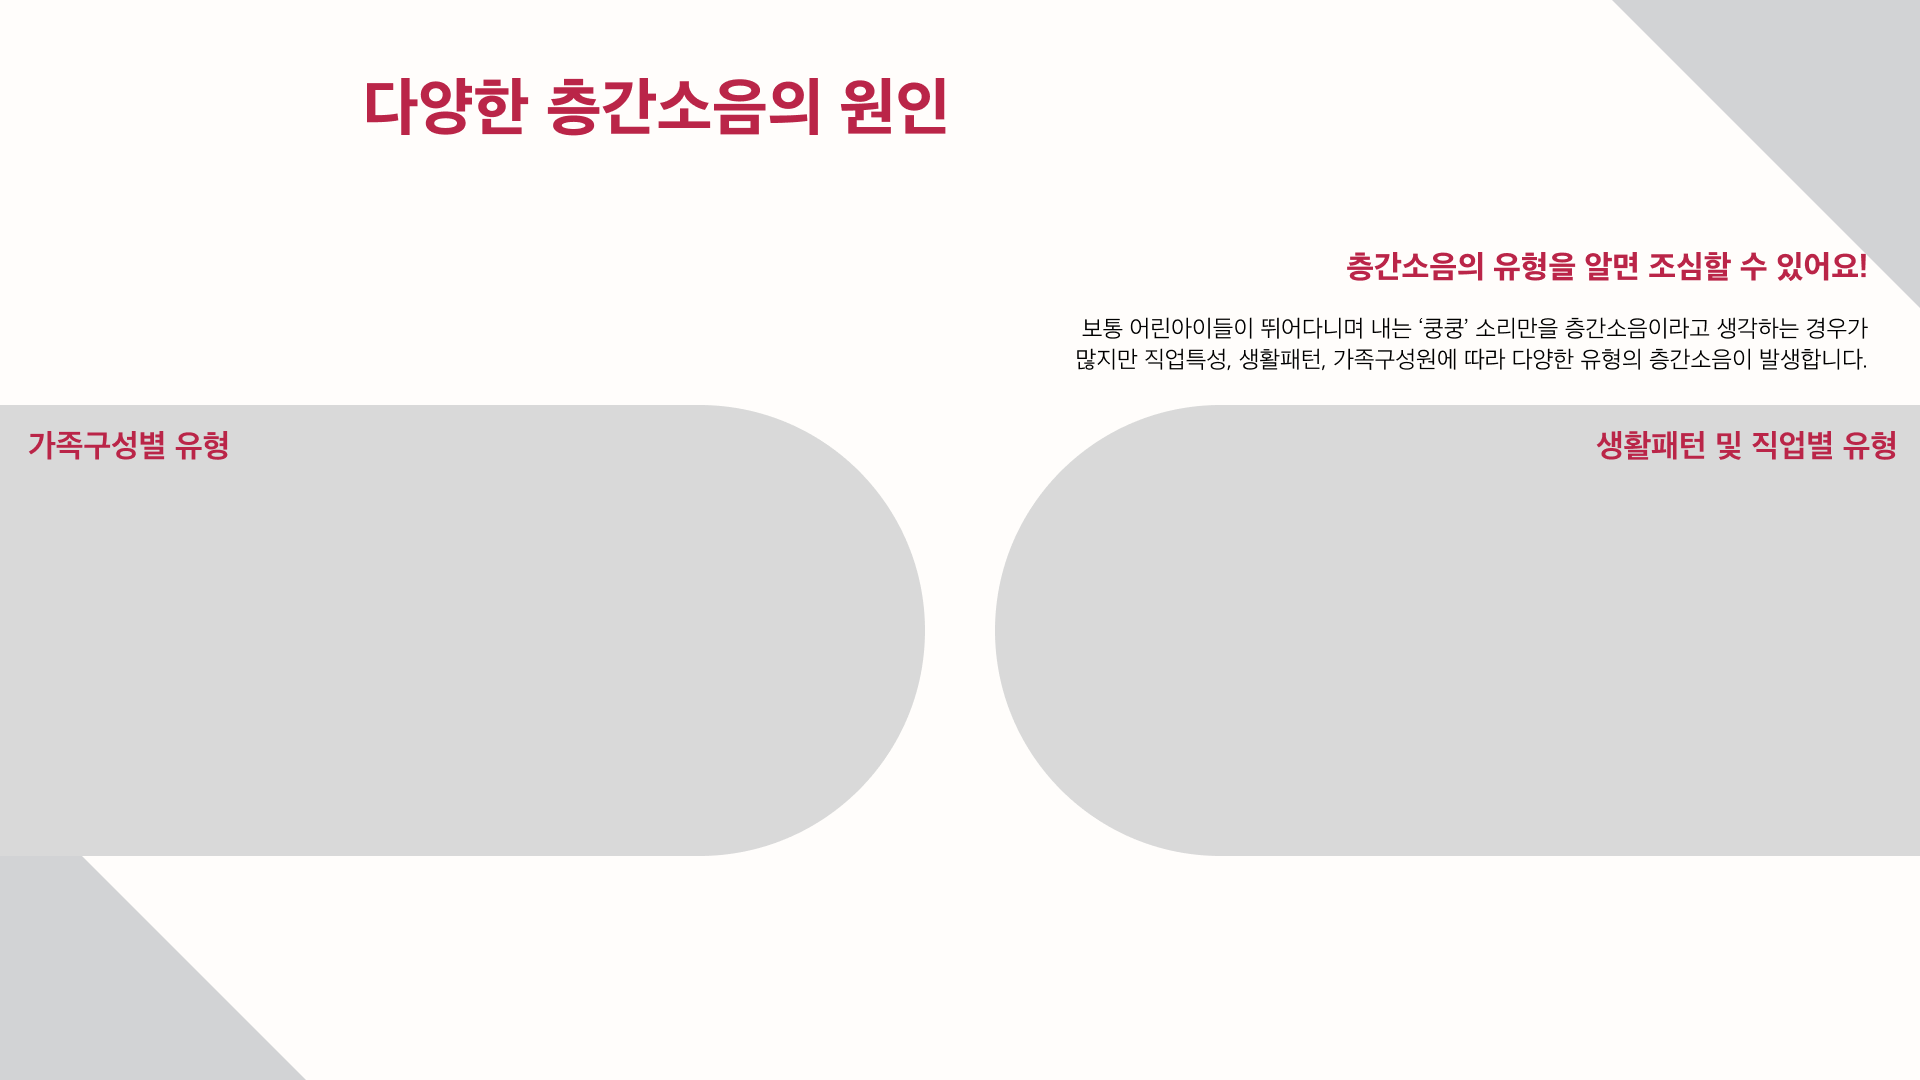 다양한 층간소음의 원인
층간소음의 유형을 알면 조심할 수 있어요!
보통 어린아이들이 뛰어다니며 내는 ‘쿵쿵’ 소리만을 층간소음이라고 생각하는 경우가
많지만 직업특성, 생활패턴, 가족구성원에 따라 다양한 유형의 층간소음이 발생합니다.
가족구성별 유형
생활패턴 및 직업별 유형